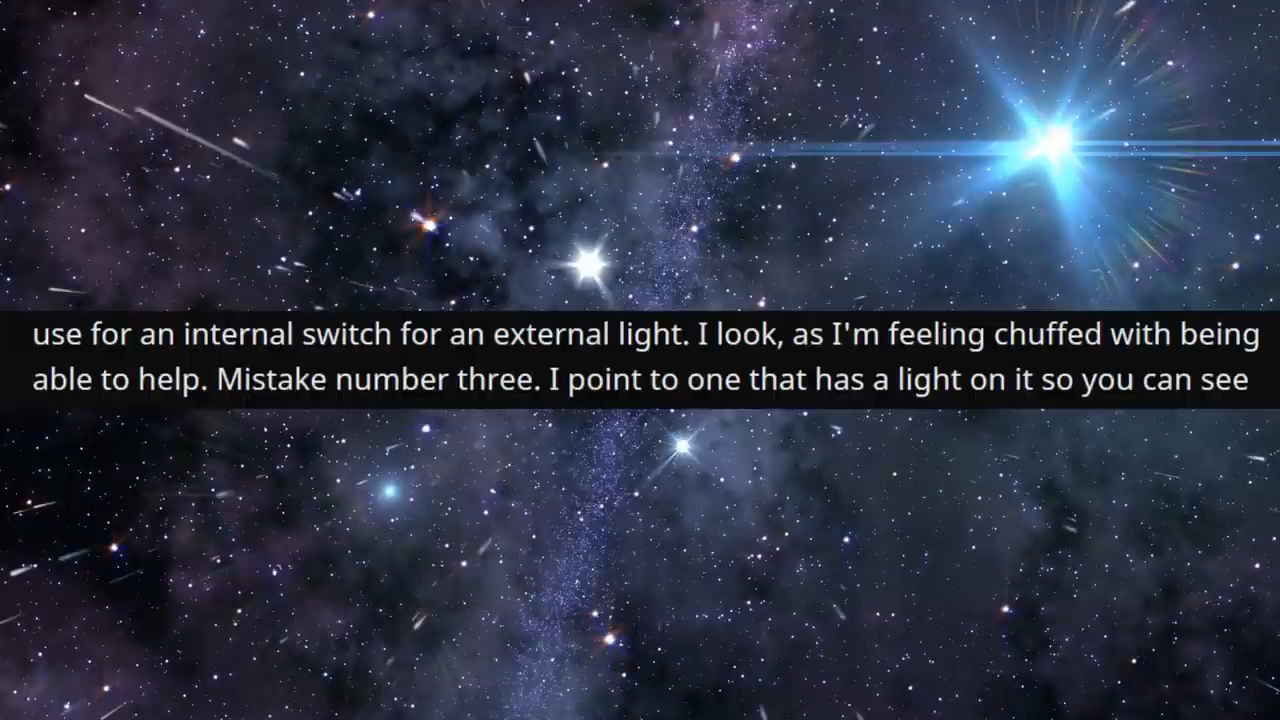 use for an internal switch for an external light. I look, as I'm feeling chuffed with being
able to help. Mistake number three. I point to one that has a light on it so you can see